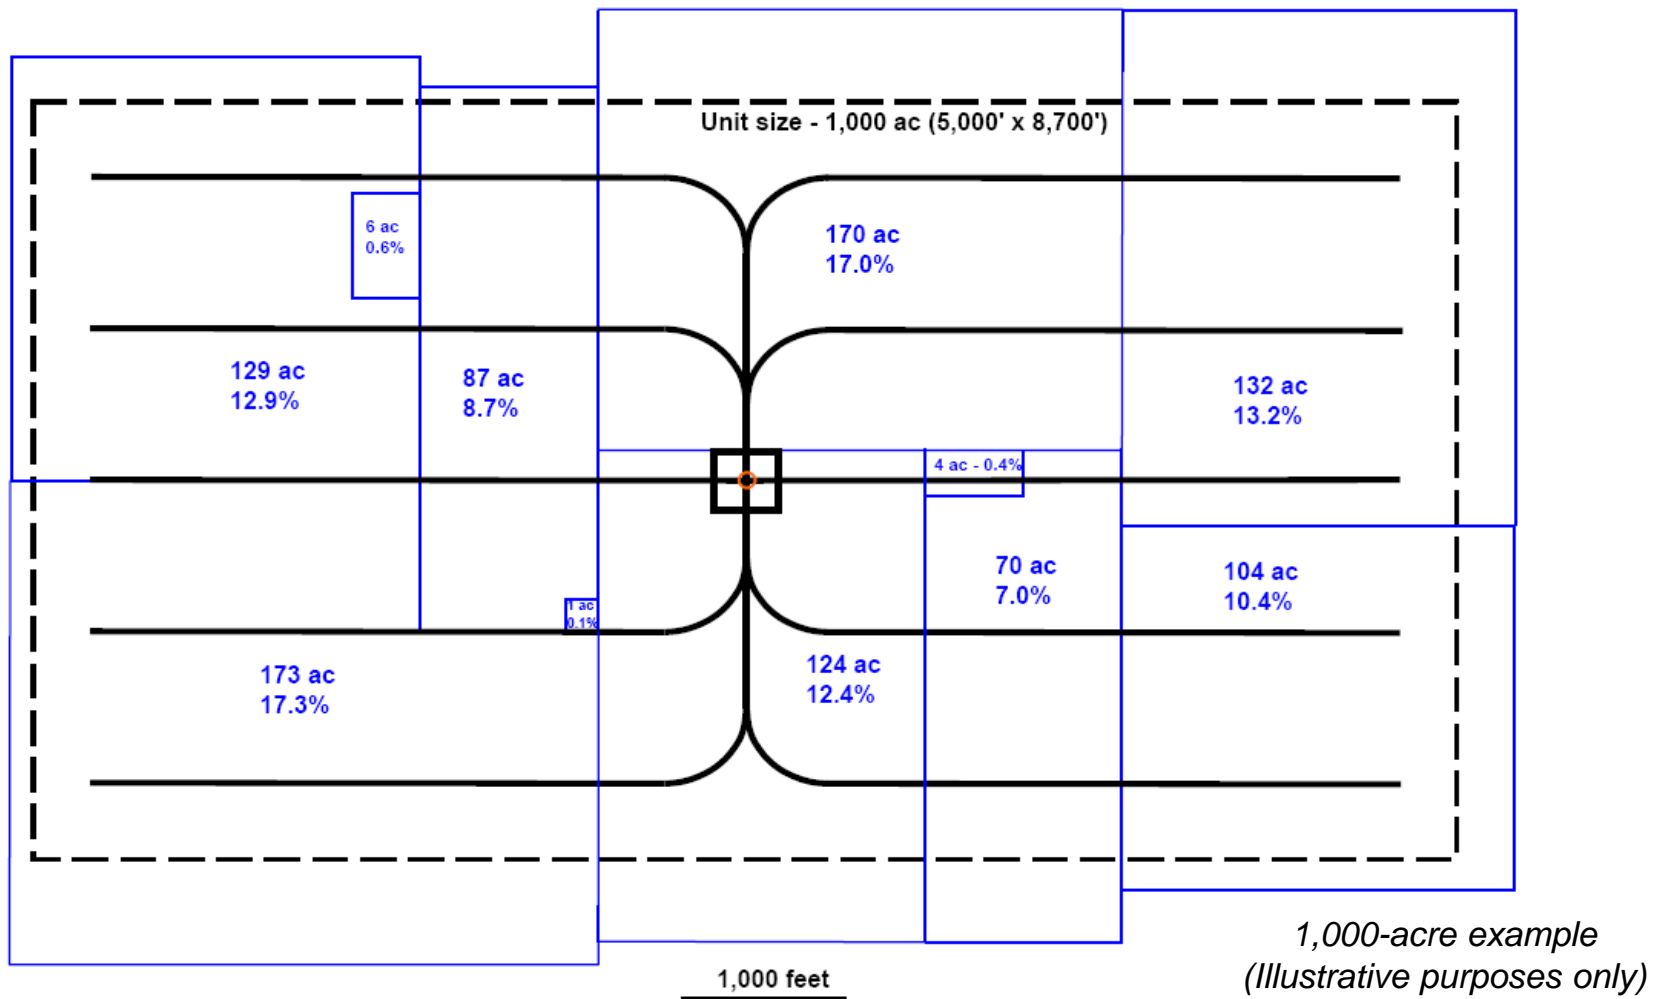 Unit size - 1,000 ac (5,000' x 8,700')
6 ac
0.6%
170 ac
17.0%
129 ac
12.9%
87 ac
8.7%
132 ac
13.2%
4 ac - 0.4%
70 ac
7.0%
104 ac
10.4%
1 ac
0.1%
173 ac
17.3%
124 ac
12.4%
1,000-acre example
(Illustrative purposes only)
1,000 feet